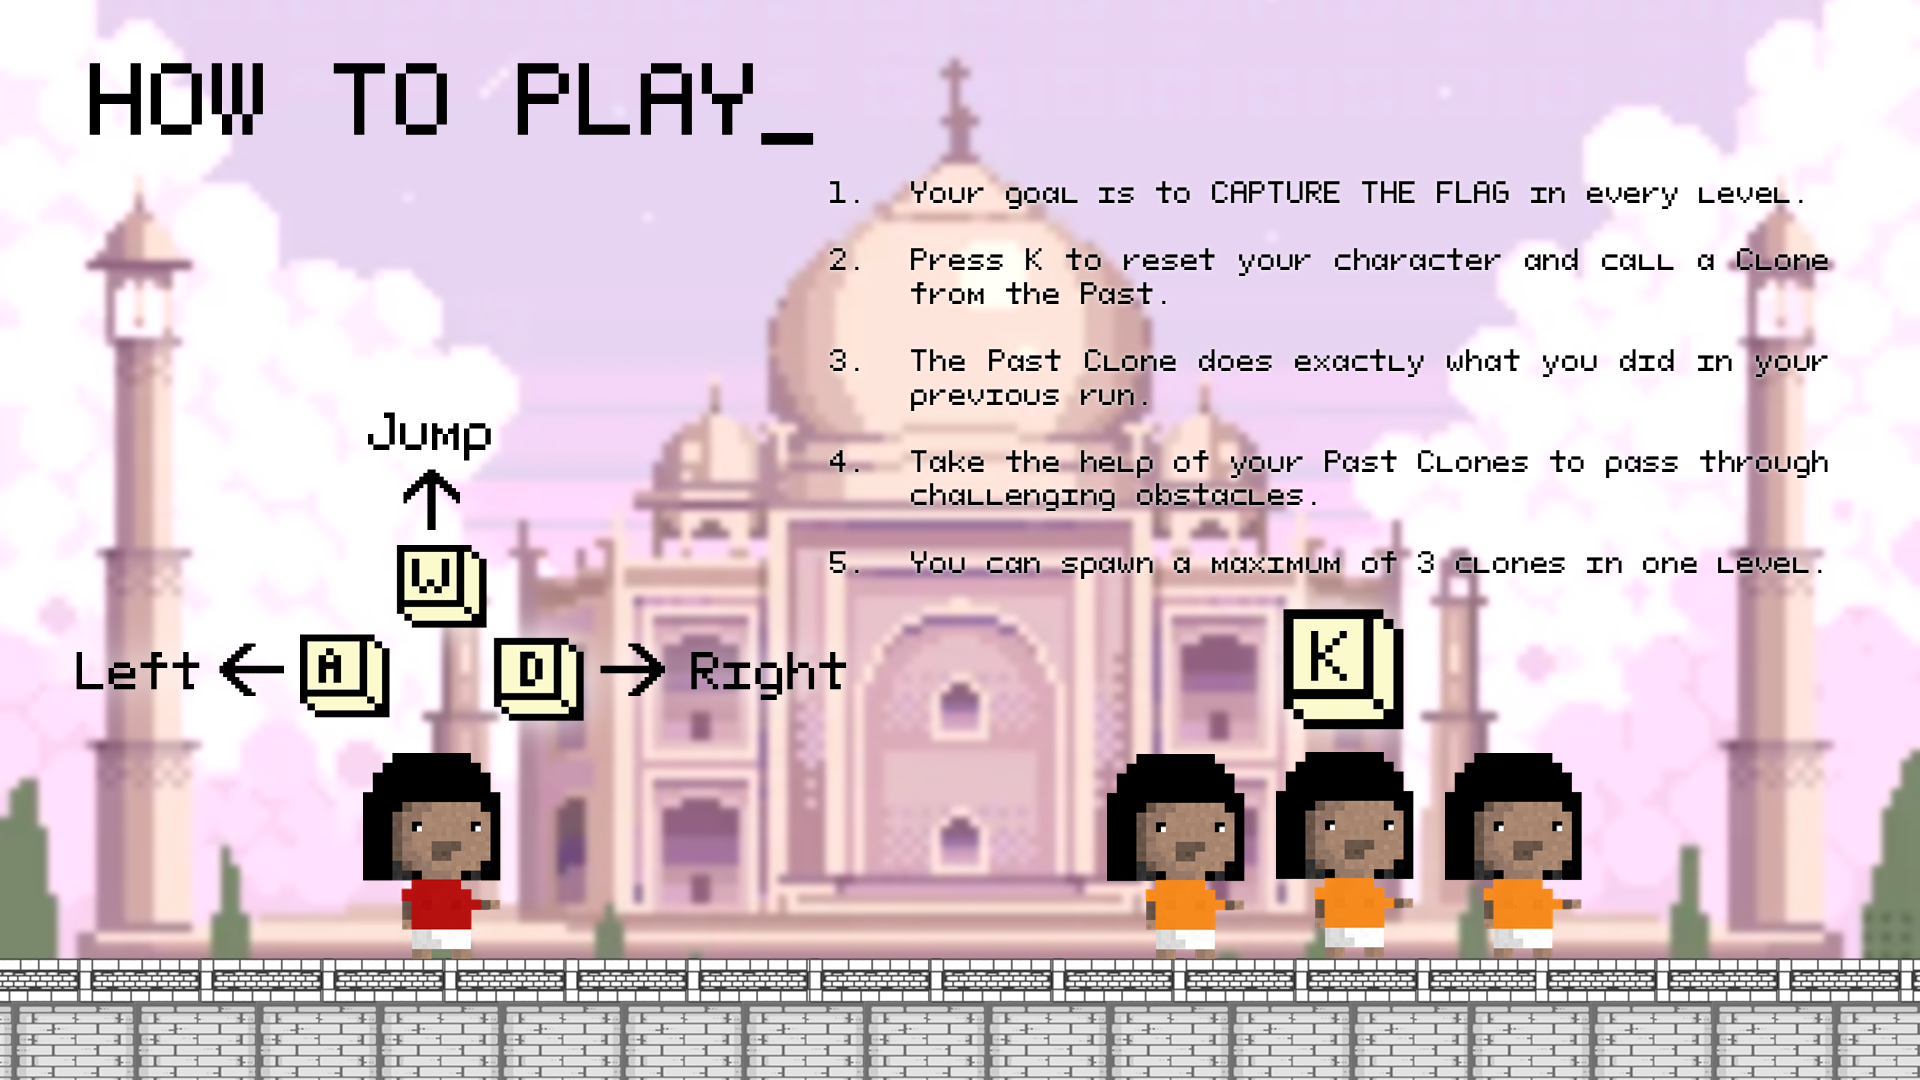 HOW TO PLAY_
1. Your goal is to CAPTURE THE FLAG in every level.
2. Press K to reset your character and call a Clone
from the Past.
3. The Past Clone does exactly what you did in your
previous run.
4. Take the help of your Past Clones to pass through
challenging obstacles.
5. You can spawn a maximum of 3 clones in one level.
Jump
W
Left
A
D
Right
K